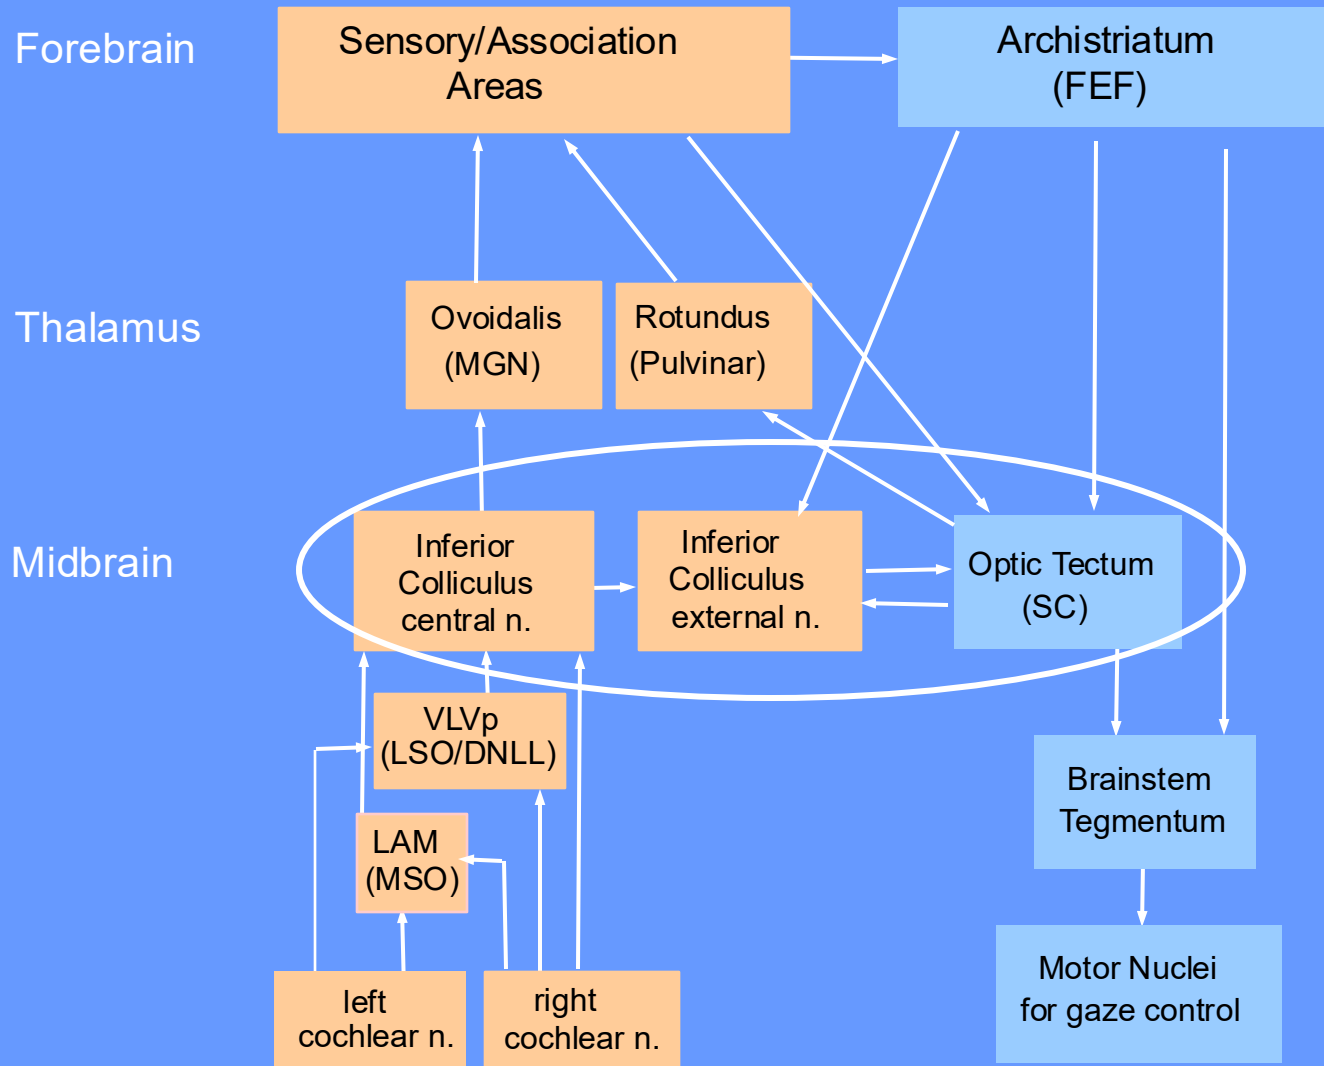 Forebrain
Sensory/Association
Areas
Archistriatum
(FEF)
Thalamus
Ovoidalis
(MGN)
Rotundus
(Pulvinar)
Midbrain
Inferior
Colliculus
central n.
Inferior
Colliculus
external n.
Optic Tectum
(SC)
VLVp
(LSO/DNLL)
Brainstem
Tegmentum
LAM
(MSO)
left
cochlear n.
right
cochlear n.
Motor Nuclei
for gaze control